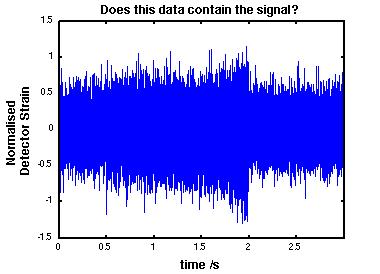 Does this data contain the signal?
1.5
1
0.5
0
-0.5
-1
-1.5
Normalised
Detector Strain
0 0.5 1 1.5 2 2.5
time /s